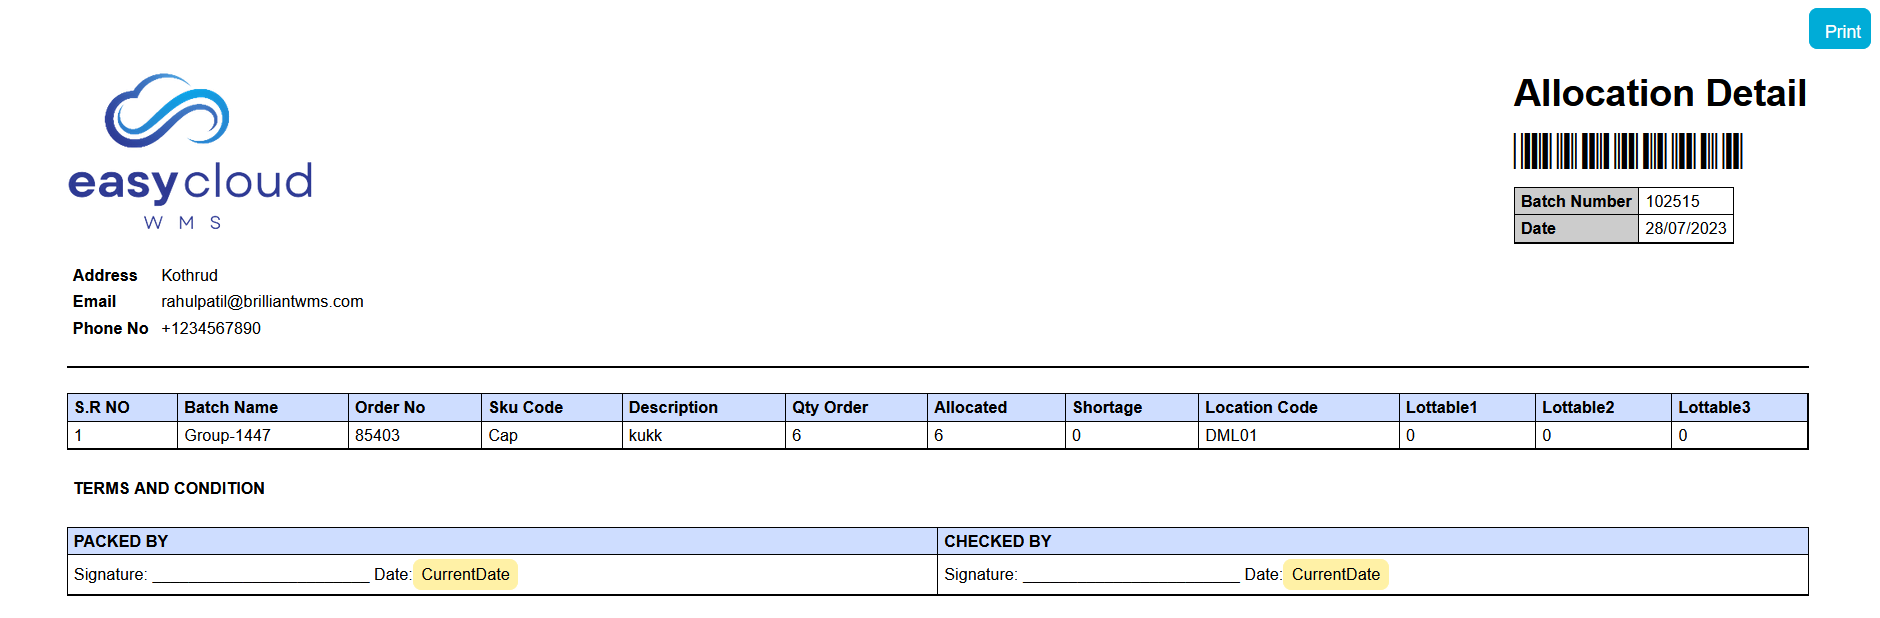 Print
easycloud
WMS
Allocation Detail
Batch Number 102515
Date 28/07/2023
Address Kothrud
Email rahulpatil@brilliantwms.com
Phone No +1234567890
S.R NO Batch Name Order No Sku Code Description Qty Order Allocated Shortage Location Code Lottable1 Lottable2 Lottable3
1 Group-1447 85403 Cap kukk 6 6 0 DML01 0 0 0
TERMS AND CONDITION
PACKED BY CHECKED BY
Signature: ________________________ Date: CurrentDate Signature: ________________________ Date: CurrentDate